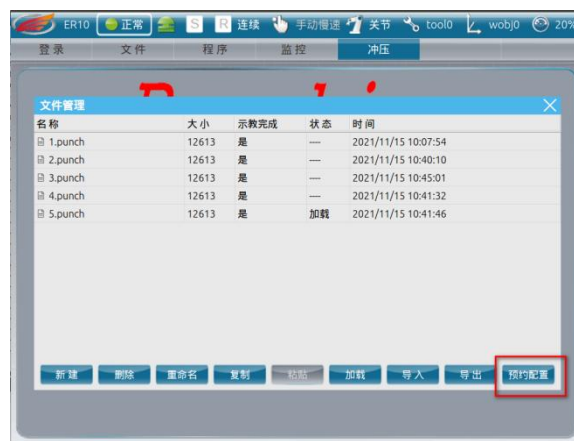 ER10 正常 S R 连续 手动慢速 关节 tool0 wobj0 20%
登录 文件 程序 监控 冲压
文件管理
名称 大小 示教完成 状态 时间
1.punch 12613 是 --- 2021/11/15 10:07:54
2.punch 12613 是 --- 2021/11/15 10:40:10
3.punch 12613 是 --- 2021/11/15 10:45:01
4.punch 12613 是 --- 2021/11/15 10:41:32
5.punch 12613 是 加载 2021/11/15 10:41:46
新建 删除 重命名 复制 粘贴 加载 导入 导出 预约配置